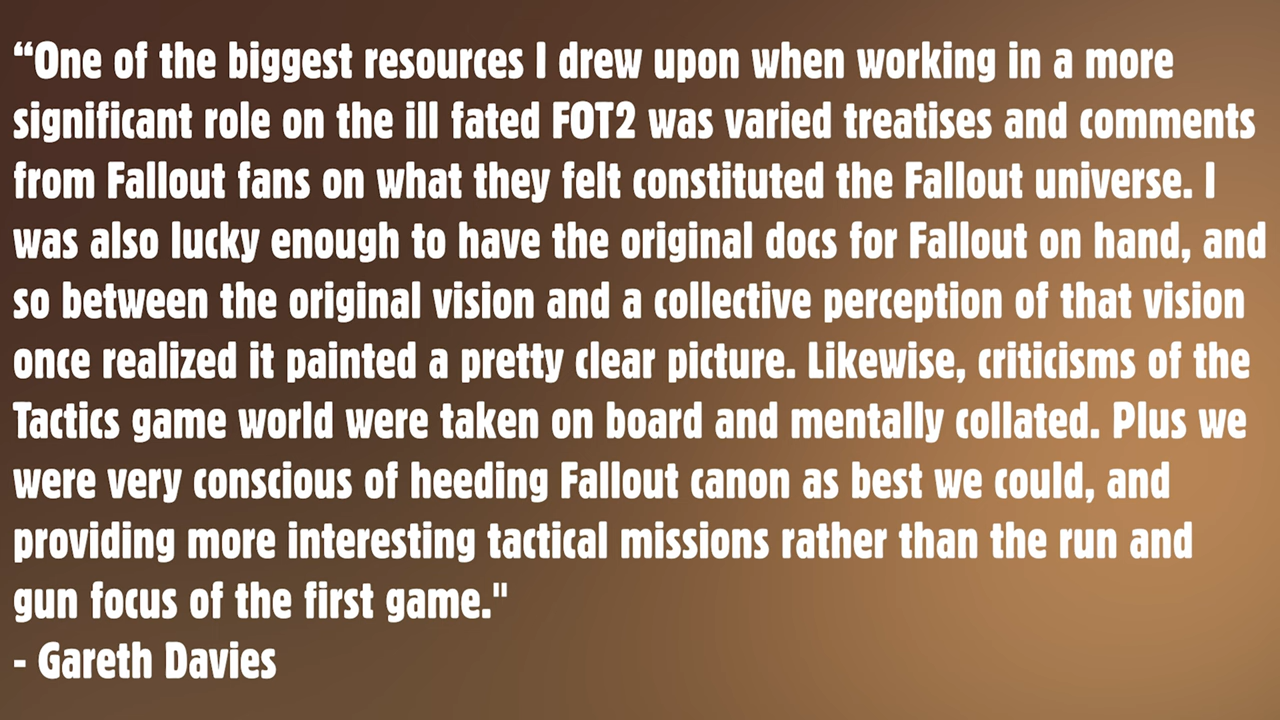 “One of the biggest resources I drew upon when working in a more
significant role on the ill fated FOT2 was varied treatises and comments
from Fallout fans on what they felt constituted the Fallout universe. I
was also lucky enough to have the original docs for Fallout on hand, and
so between the original vision and a collective perception of that vision
once realized it painted a pretty clear picture. Likewise, criticisms of the
Tactics game world were taken on board and mentally collated. Plus we
were very conscious of heeding Fallout canon as best we could, and
providing more interesting tactical missions rather than the run and
gun focus of the first game."
- Gareth Davies